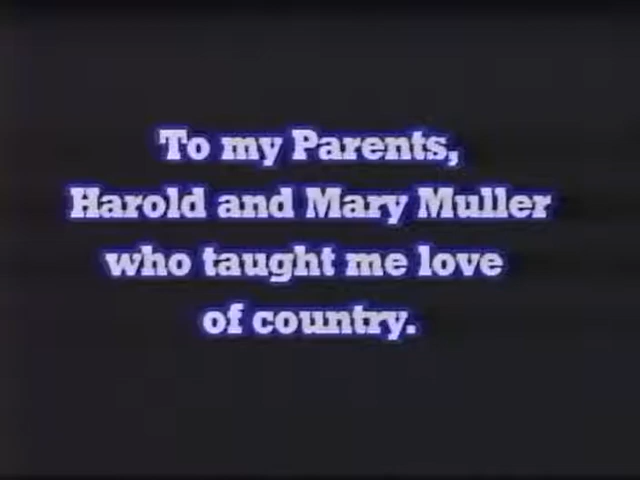 To my Parents,
Harold and Mary Muller
who taught me love
of country.